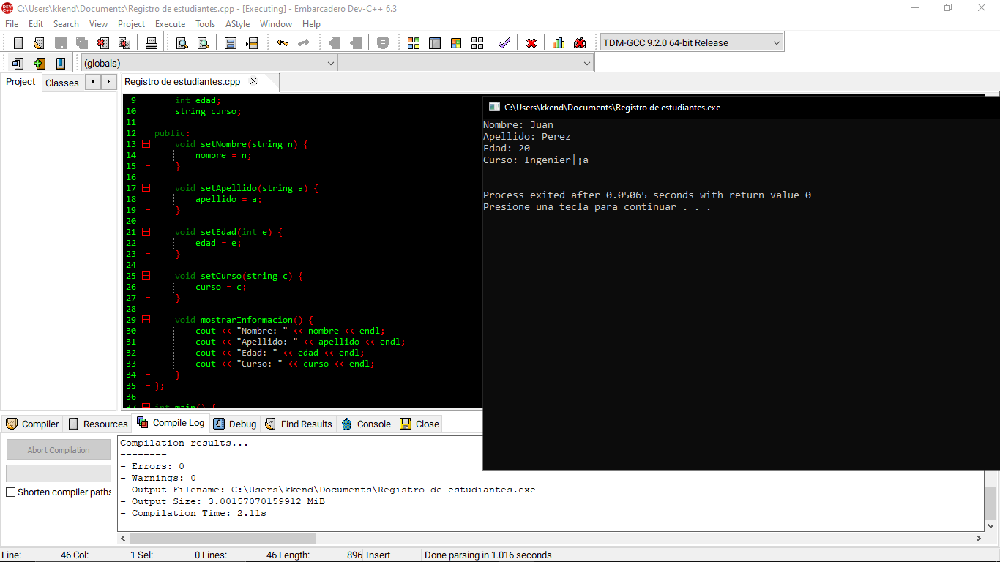 C:\Users\kkend\Documents\Registro de estudiantes.cpp - [Executing] - Embarcadero Dev-C++ 6.3
File Edit Search View Project Execute Tools AStyle Window Help
TDM-GCC 9.2.0 64-bit Release
(globals)
Project Classes
Registro de estudiantes.cpp
9 int edad;
10 string curso;
11
12 public:
13 void setNombre(string n) {
14 nombre = n;
15 }
16
17 void setApellido(string a) {
18 apellido = a;
19 }
20
21 void setEdad(int e) {
22 edad = e;
23 }
24
25 void setCurso(string c) {
26 curso = c;
27 }
28
29 void mostrarInformacion() {
30 cout << "Nombre: " << nombre << endl;
31 cout << "Apellido: " << apellido << endl;
32 cout << "Edad: " << edad << endl;
33 cout << "Curso: " << curso << endl;
34 }
35 };
36
37 int main() {
C:\Users\kkend\Documents\Registro de estudiantes.exe
Nombre: Juan
Apellido: Perez
Edad: 20
Curso: Ingenier├¡a
--------------------------------
Process exited after 0.05065 seconds with return value 0
Presione una tecla para continuar . . .
Compiler Resources Compile Log Debug Find Results Console Close
Abort Compilation
Shorten compiler paths
Compilation results...
--------
- Errors: 0
- Warnings: 0
- Output Filename: C:\Users\kkend\Documents\Registro de estudiantes.exe
- Output Size: 3.00157070159912 MiB
- Compilation Time: 2.11s
Line: 46 Col: 1 Sel: 0 Lines: 46 Length: 896 Insert Done parsing in 1.016 seconds